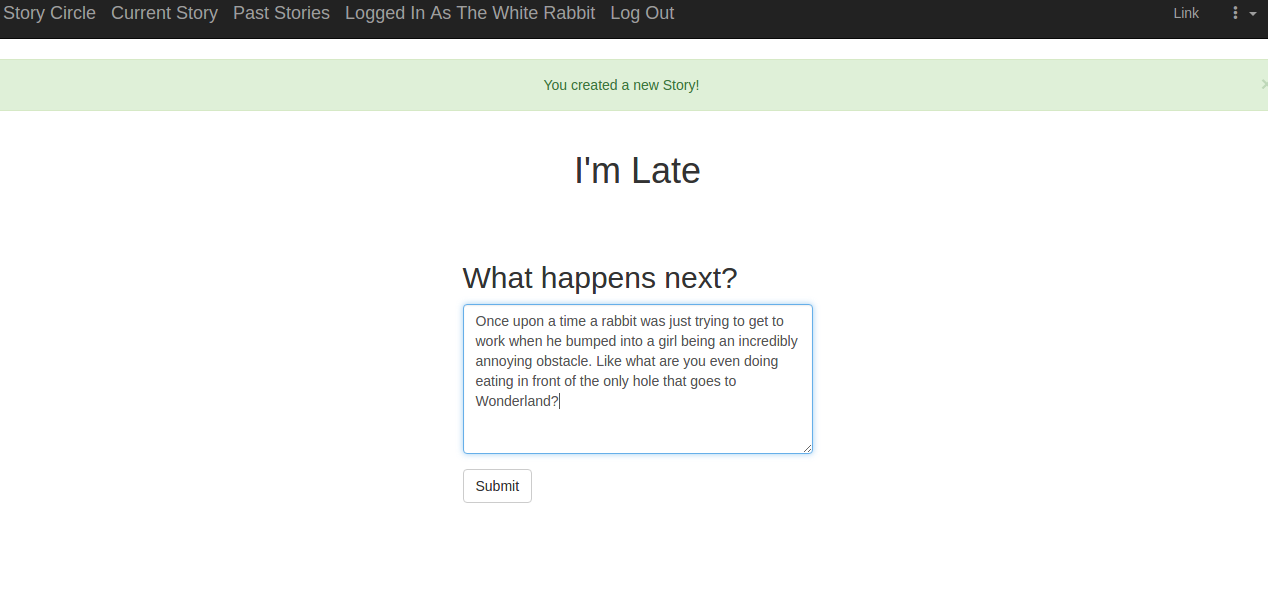 Story Circle Current Story Past Stories Logged In As The White Rabbit Log Out Link
You created a new Story! ×
I'm Late
What happens next?
Once upon a time a rabbit was just trying to get to
work when he bumped into a girl being an incredibly
annoying obstacle. Like what are you even doing
eating in front of the only hole that goes to
Wonderland?
Submit